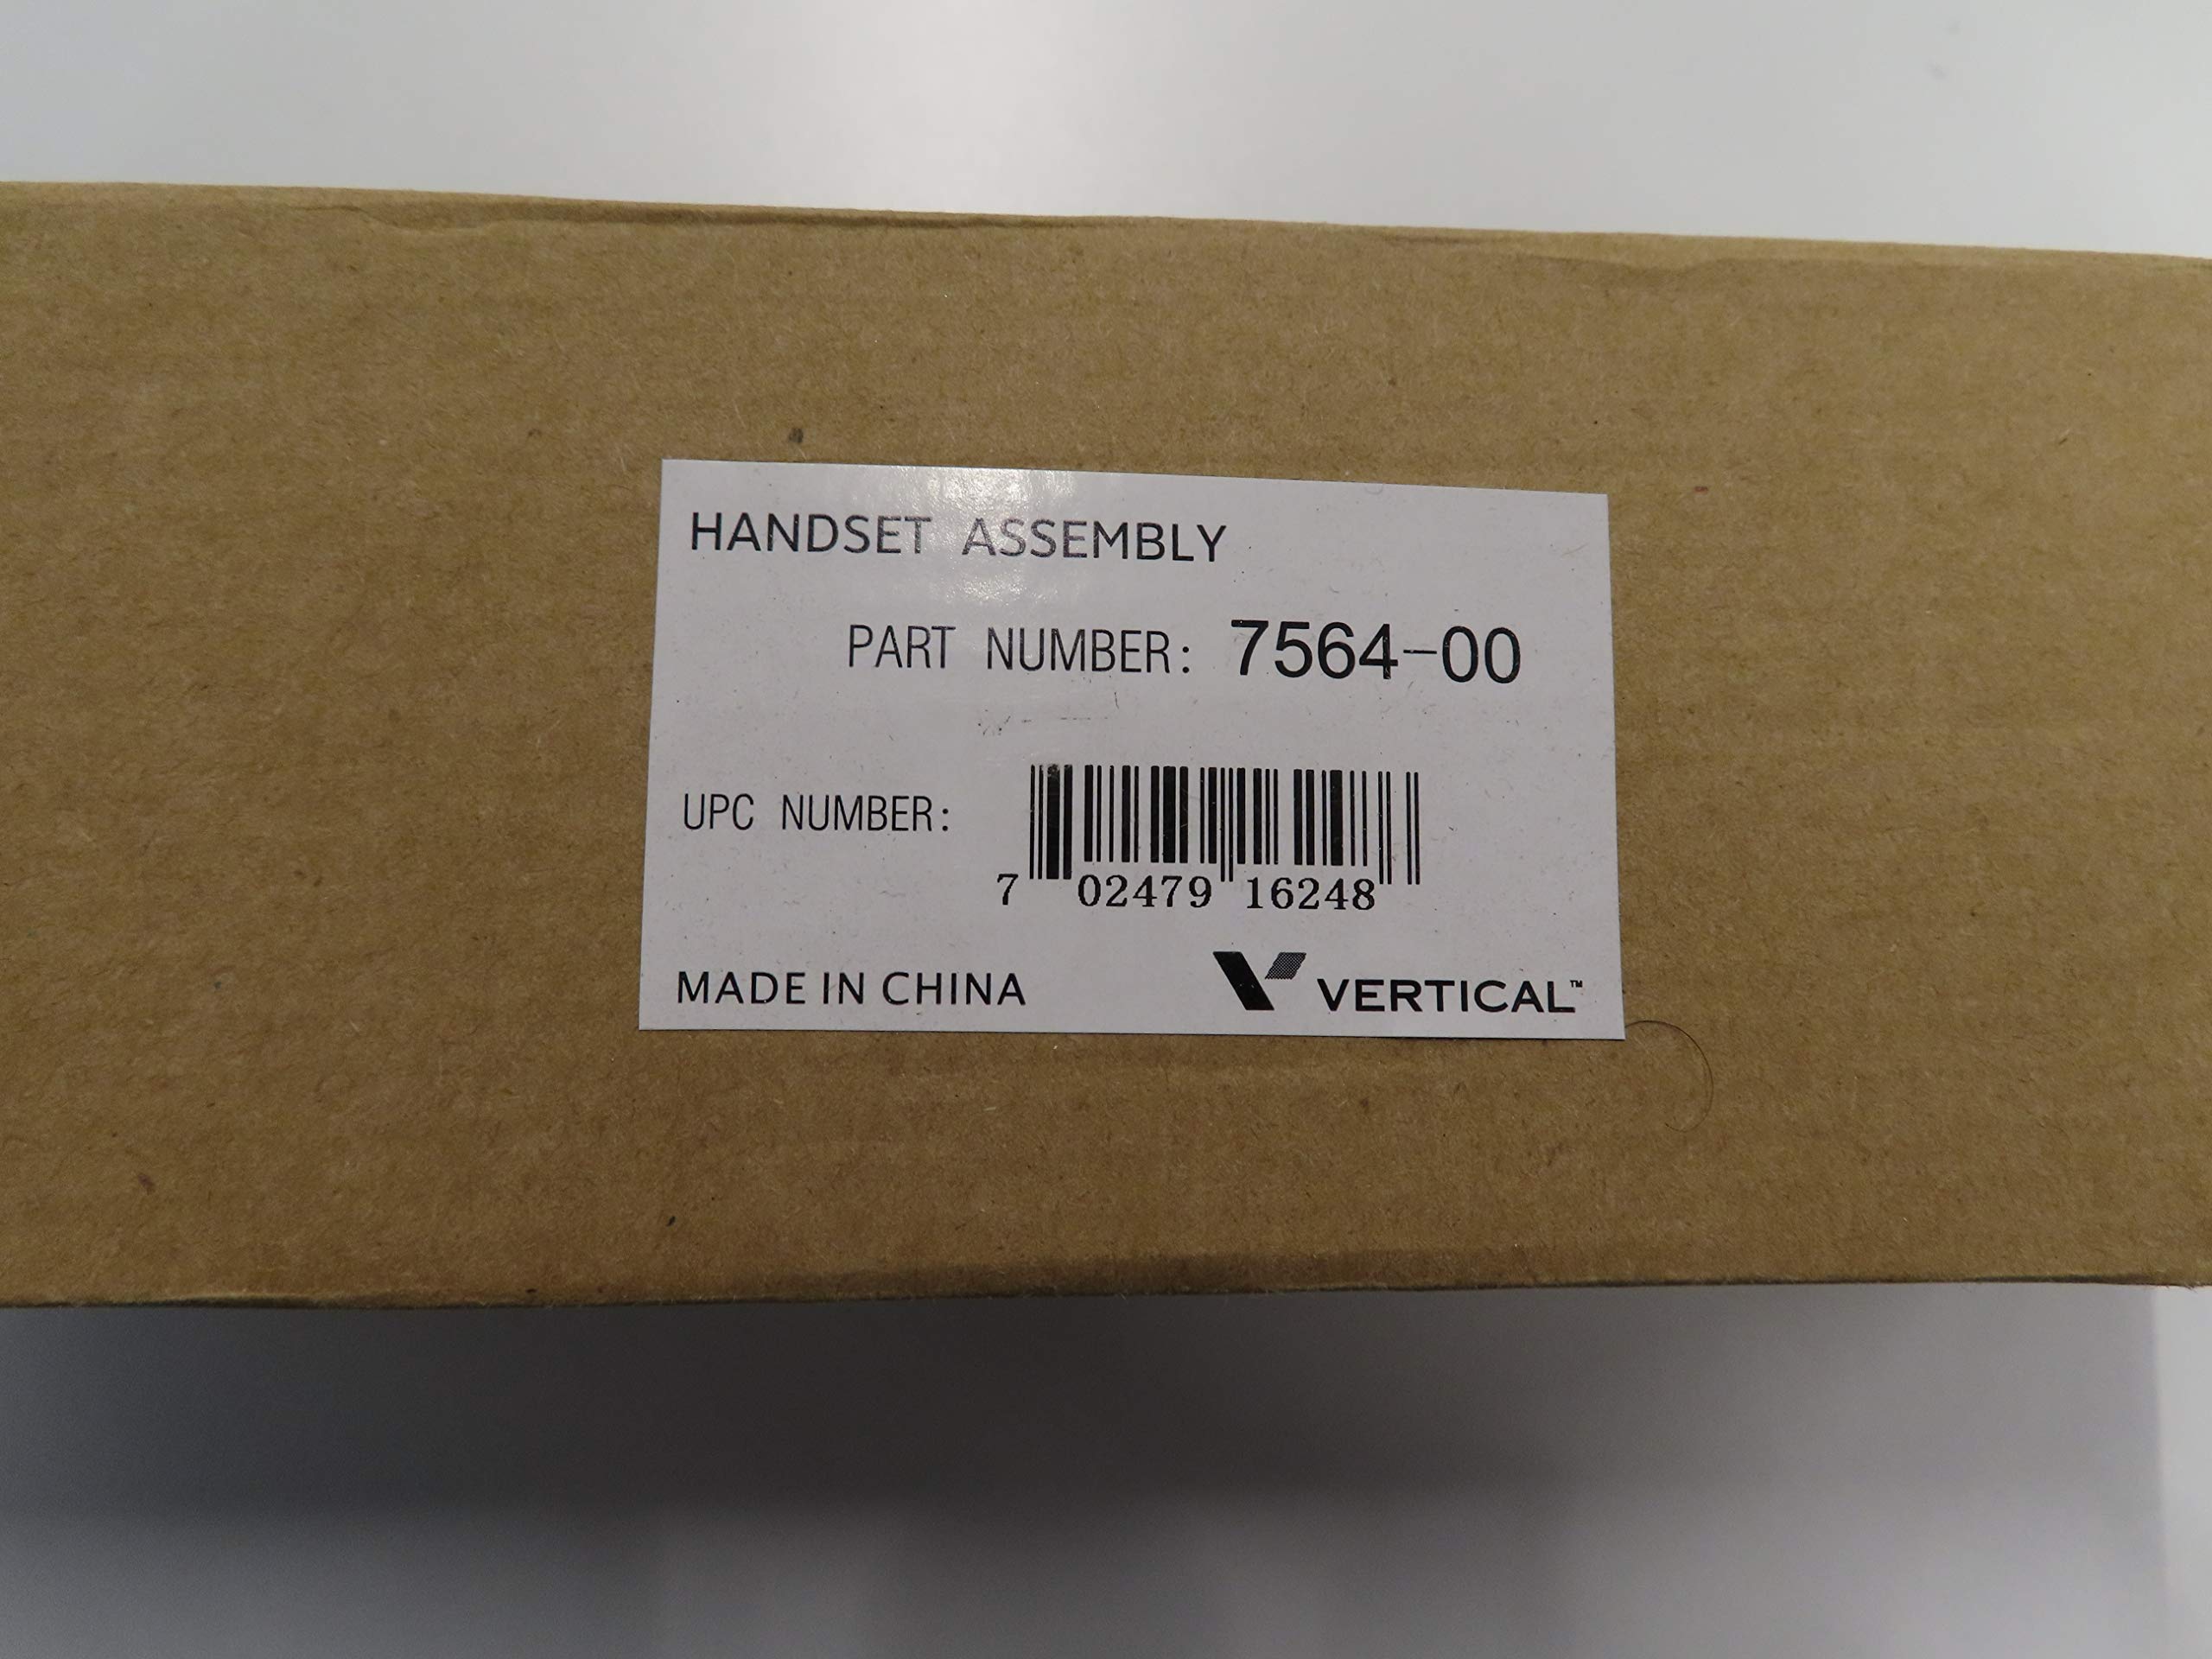 HANDSET ASSEMBLY
PART NUMBER: 7564-00
UPC NUMBER:
7 02479 16248
MADE IN CHINA
VERTICAL™